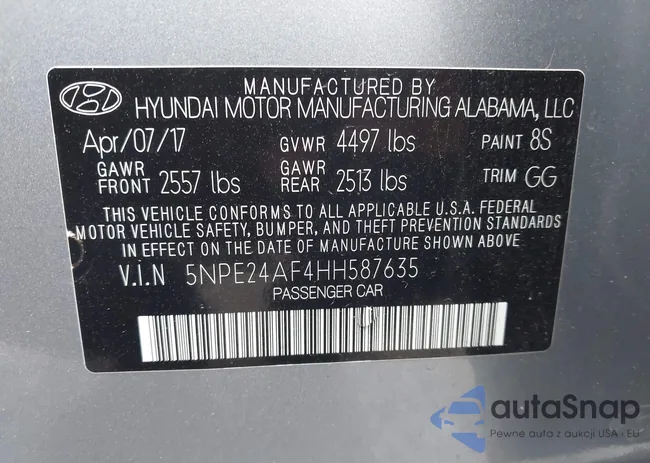 MANUFACTURED BY
HYUNDAI MOTOR MANUFACTURING ALABAMA, LLC
Apr/07/17 GVWR 4497 lbs PAINT 8S
GAWR FRONT 2557 lbs GAWR REAR 2513 lbs TRIM GG
THIS VEHICLE CONFORMS TO ALL APPLICABLE U.S.A. FEDERAL
MOTOR VEHICLE SAFETY, BUMPER, AND THEFT PREVENTION STANDARDS
IN EFFECT ON THE DATE OF MANUFACTURE SHOWN ABOVE.
V.I.N 5NPE24AF4HH587635
PASSENGER CAR
autaSnap
Pewne auta z aukcji USA i EU